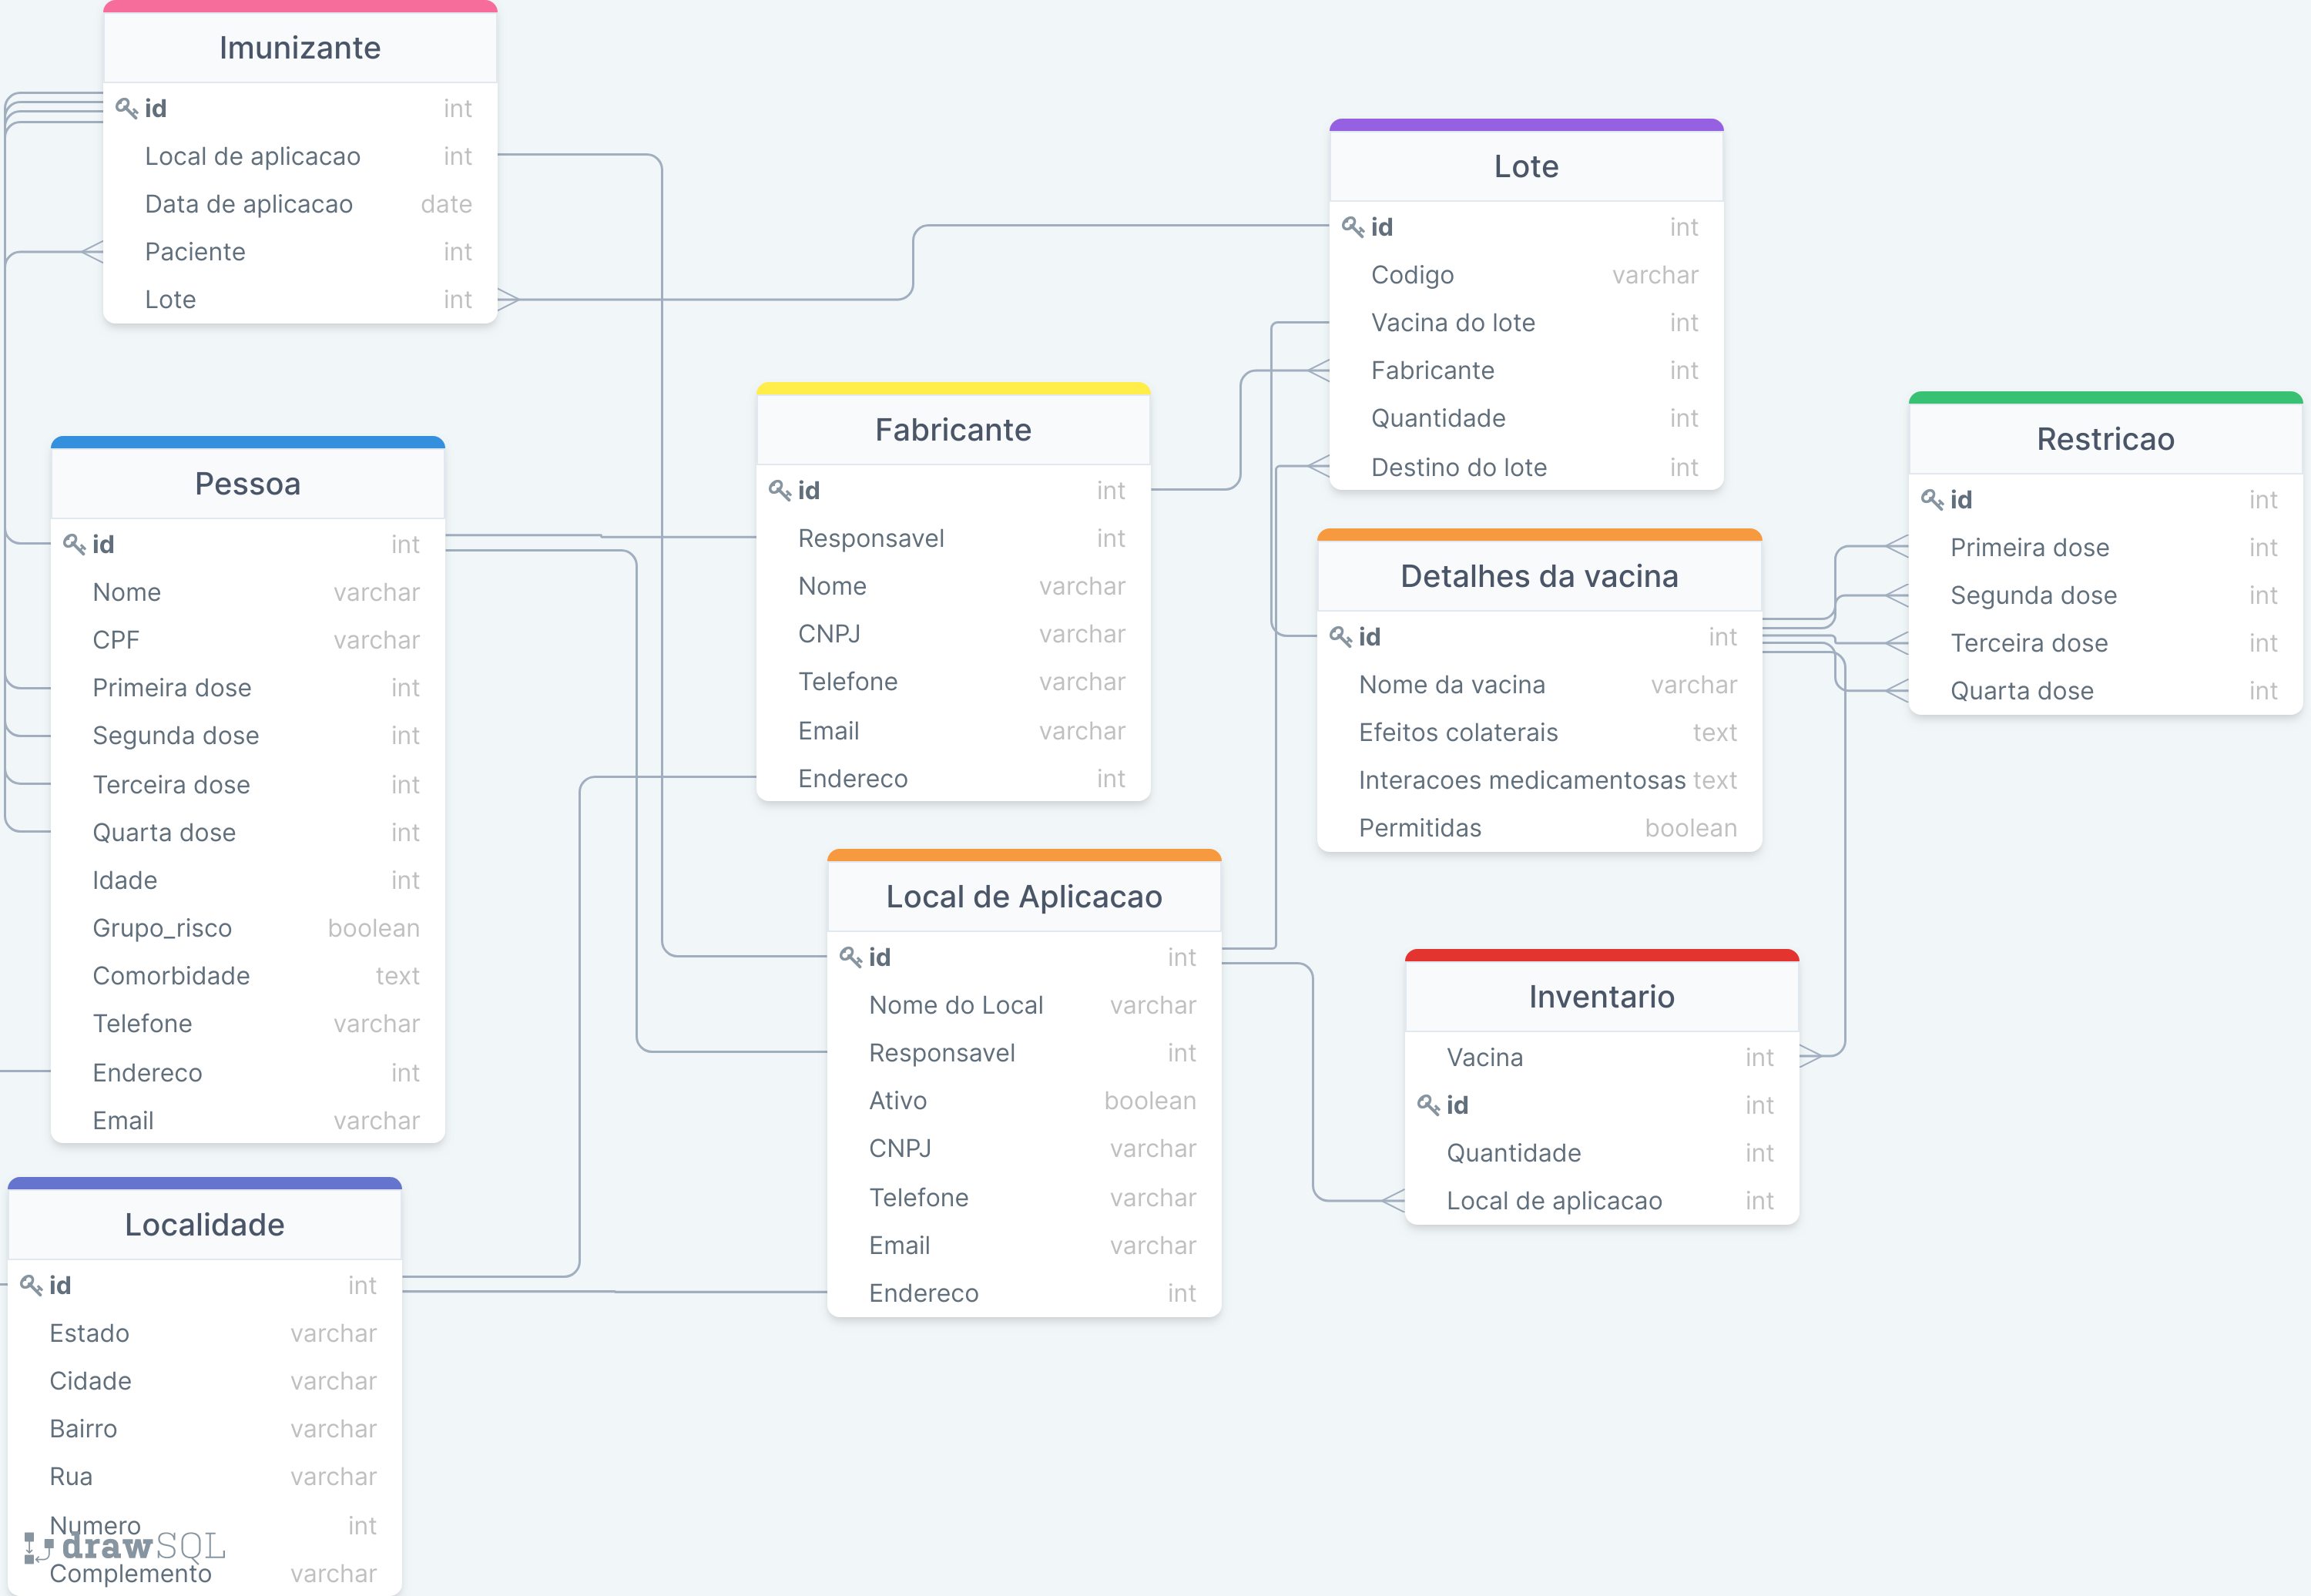 Imunizante
id int
Local de aplicacao int
Data de aplicacao date
Paciente int
Lote int
Lote
id int
Codigo varchar
Vacina do lote int
Fabricante int
Quantidade int
Destino do lote int
Fabricante
id int
Responsavel int
Nome varchar
CNPJ varchar
Telefone varchar
Email varchar
Endereco int
Restricao
id int
Primeira dose int
Segunda dose int
Terceira dose int
Quarta dose int
Pessoa
id int
Nome varchar
CPF varchar
Primeira dose int
Segunda dose int
Terceira dose int
Quarta dose int
Idade int
Grupo_risco boolean
Comorbidade text
Telefone varchar
Endereco int
Email varchar
Detalhes da vacina
id int
Nome da vacina varchar
Efeitos colaterais text
Interacoes medicamentosas text
Permitidas boolean
Local de Aplicacao
id int
Nome do Local varchar
Responsavel int
Ativo boolean
CNPJ varchar
Telefone varchar
Email varchar
Endereco int
Inventario
Vacina int
id int
Quantidade int
Local de aplicacao int
Localidade
id int
Estado varchar
Cidade varchar
Bairro varchar
Rua varchar
Numero int
drawSQL
Complemento varchar